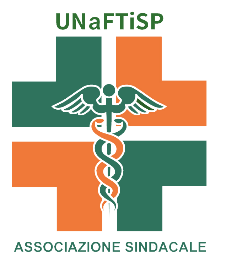 UNaFTiSP
ASSOCIAZIONE SINDACALE